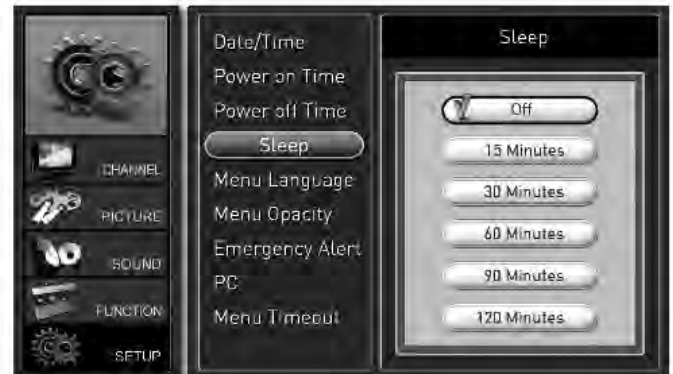 CHANNEL
PICTURE
SOUND
FUNCTION
SETUP
Date/Time
Power on Time
Power off Time
Sleep
Menu Language
Menu Opacity
Emergency Alert
PC
Menu Timeout
Sleep
Off
15 Minutes
30 Minutes
60 Minutes
90 Minutes
120 Minutes